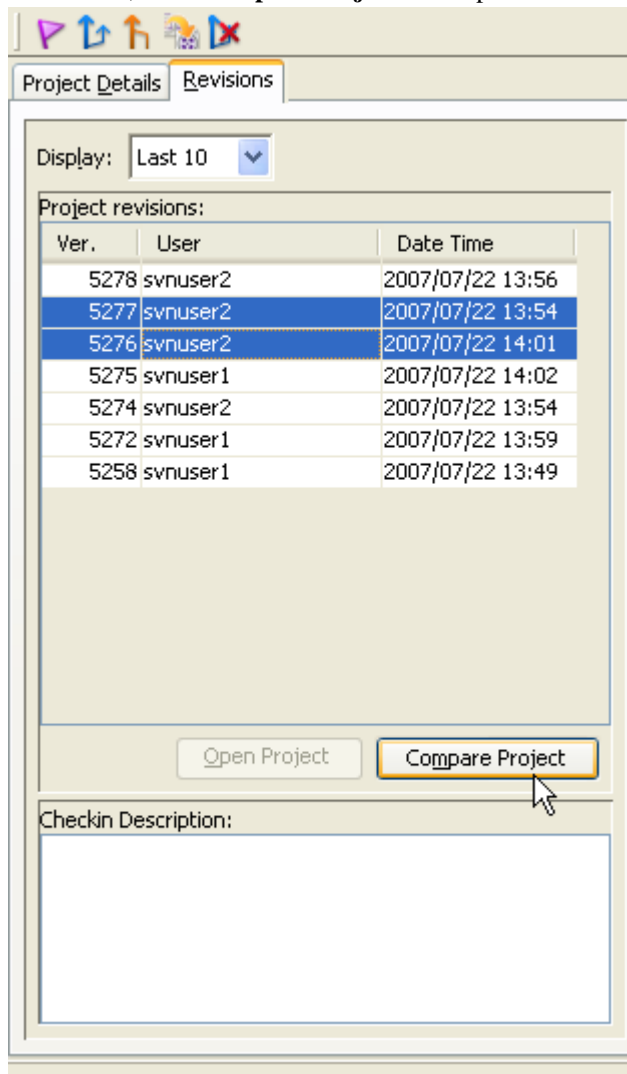 Project Details Revisions
Display: Last 10
Project revisions:
Ver. User Date Time
5278 svnuser2 2007/07/22 13:56
5277 svnuser2 2007/07/22 13:54
5276 svnuser2 2007/07/22 14:01
5275 svnuser1 2007/07/22 14:02
5274 svnuser2 2007/07/22 13:54
5272 svnuser1 2007/07/22 13:59
5258 svnuser1 2007/07/22 13:49
Open Project Compare Project
Checkin Description: